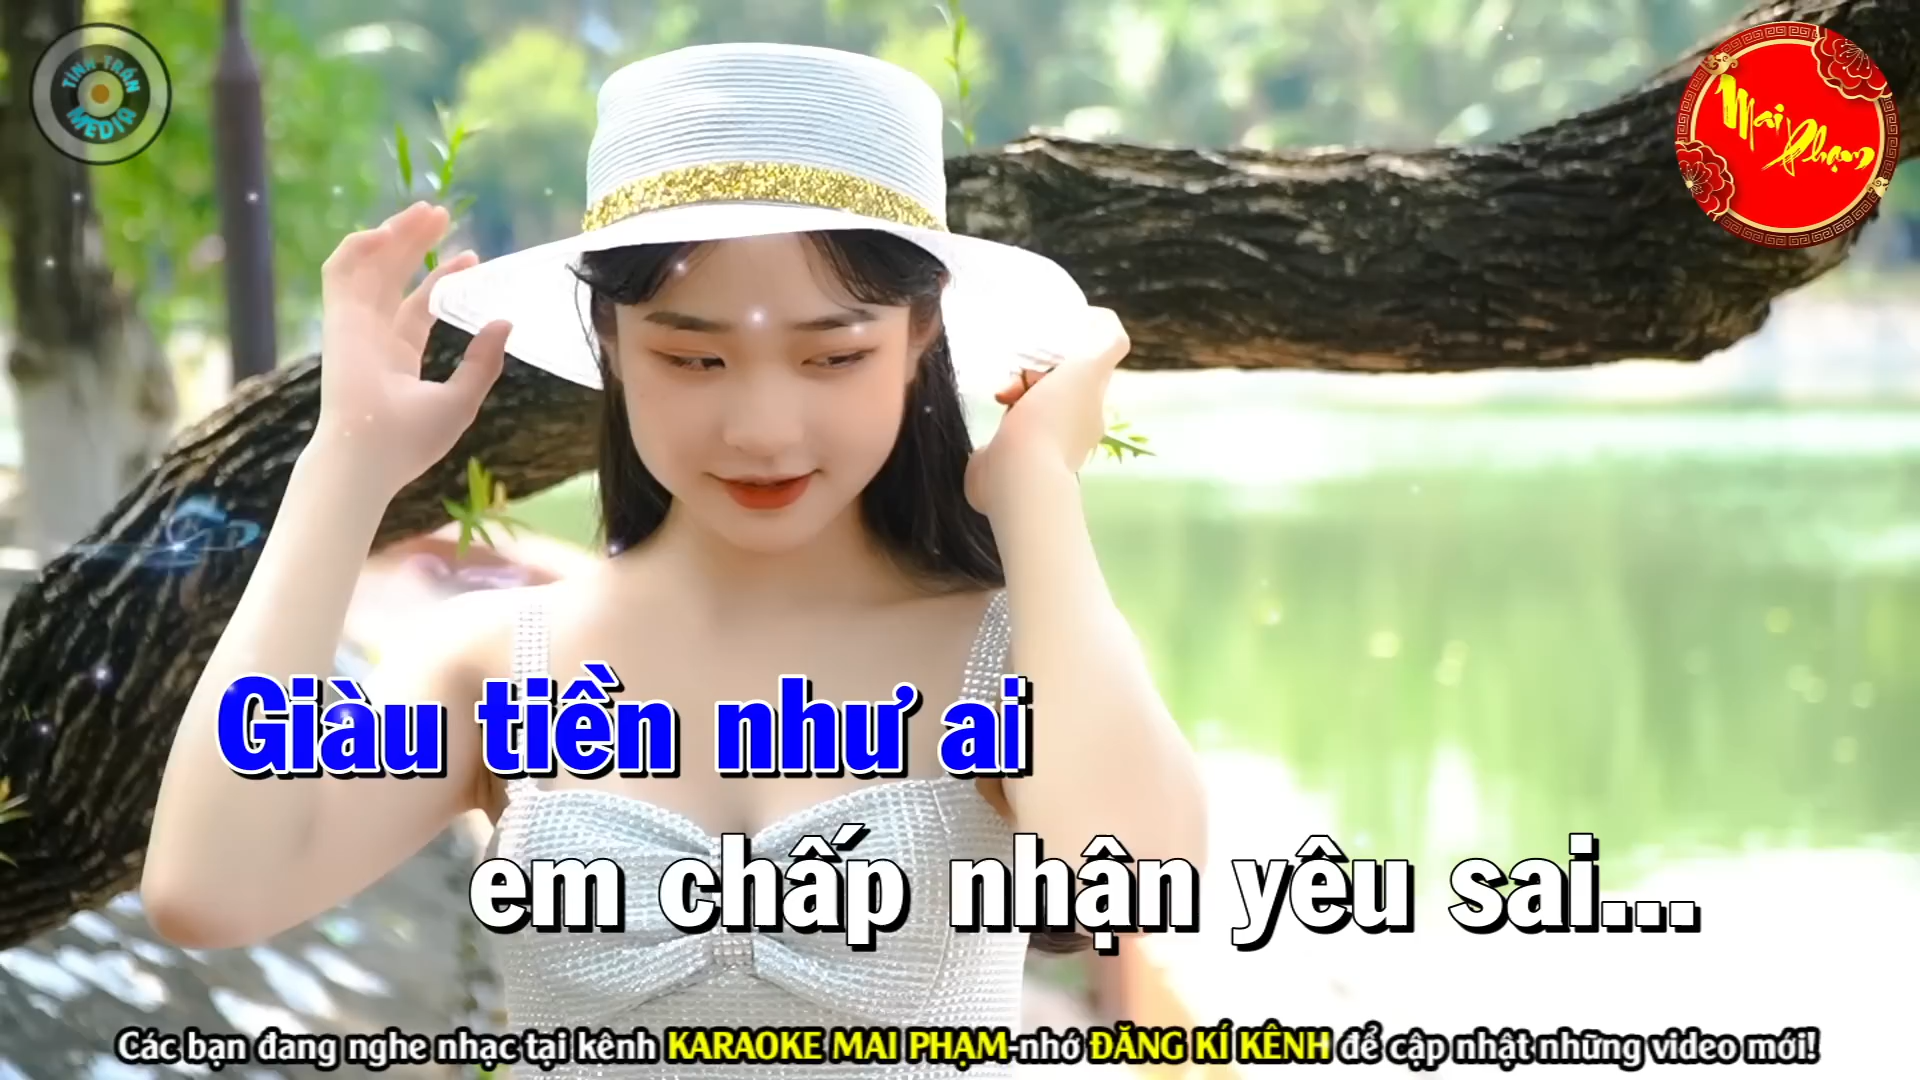 TÌNH TRẦN
MEDIA
Mai Phạm
Giàu tiền như ai
em chấp nhận yêu sai...
Các bạn đang nghe nhạc tại kênh KARAOKE MAI PHẠM-nhớ ĐĂNG KÍ KÊNH để cập nhật những video mới!